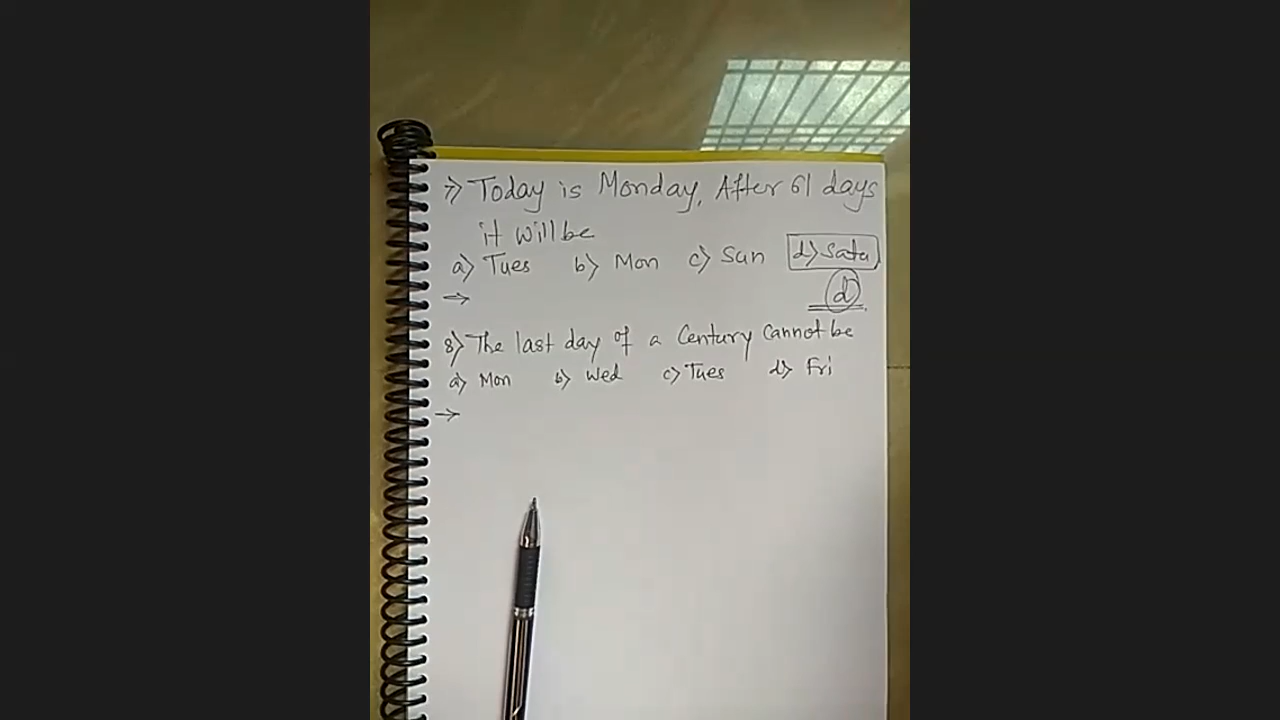 7) Today is Monday, After 61 days
it will be
a) Tues b) Mon c) Sun d) Satu
→ d
8) The last day of a Century cannot be
a) Mon b) Wed c) Tues d) Fri
→